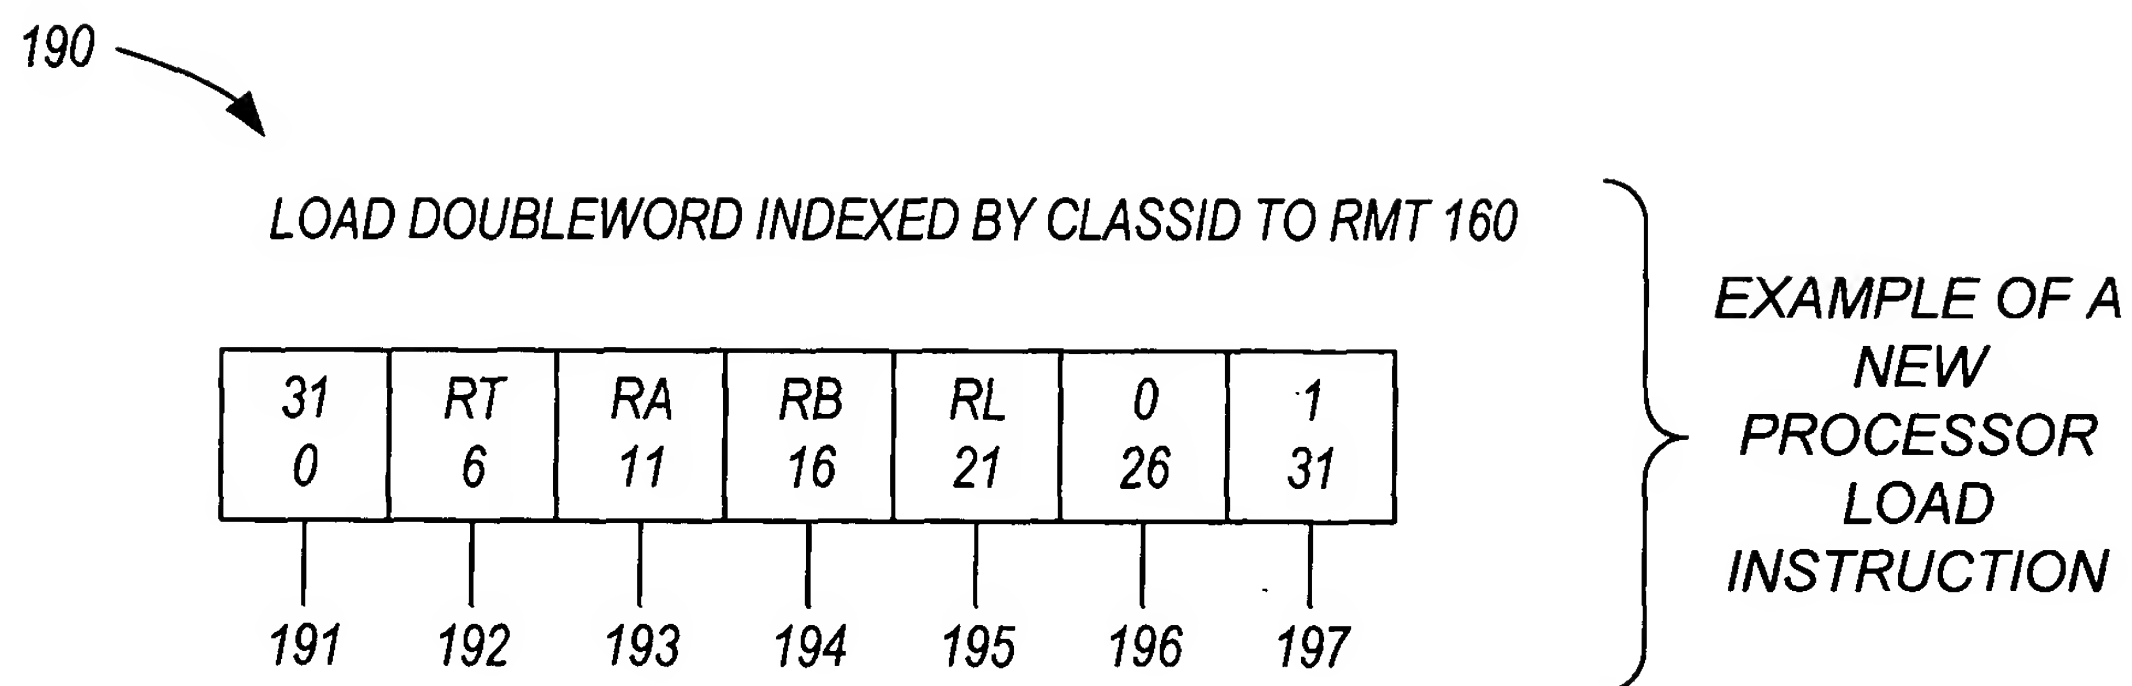 190
LOAD DOUBLEWORD INDEXED BY CLASSID TO RMT 160
31 RT RA RB RL 0 1
0 6 11 16 21 26 31
191 192 193 194 195 196 197
EXAMPLE OF A
NEW
PROCESSOR
LOAD
INSTRUCTION